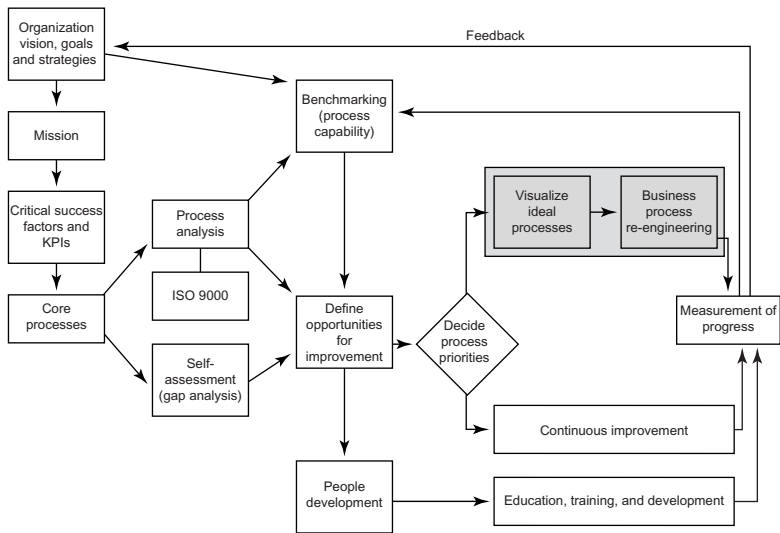 Organization
vision, goals
and strategies
Feedback
Benchmarking
(process
capability)
Mission
Critical success
factors and
KPIs
Process
analysis
Visualize
ideal
processes
Business
process
re-engineering
ISO 9000
Core
processes
Define
opportunities
for
improvement
Decide
process
priorities
Measurement of
progress
Self-
assessment
(gap analysis)
Continuous improvement
People
development
Education, training, and development